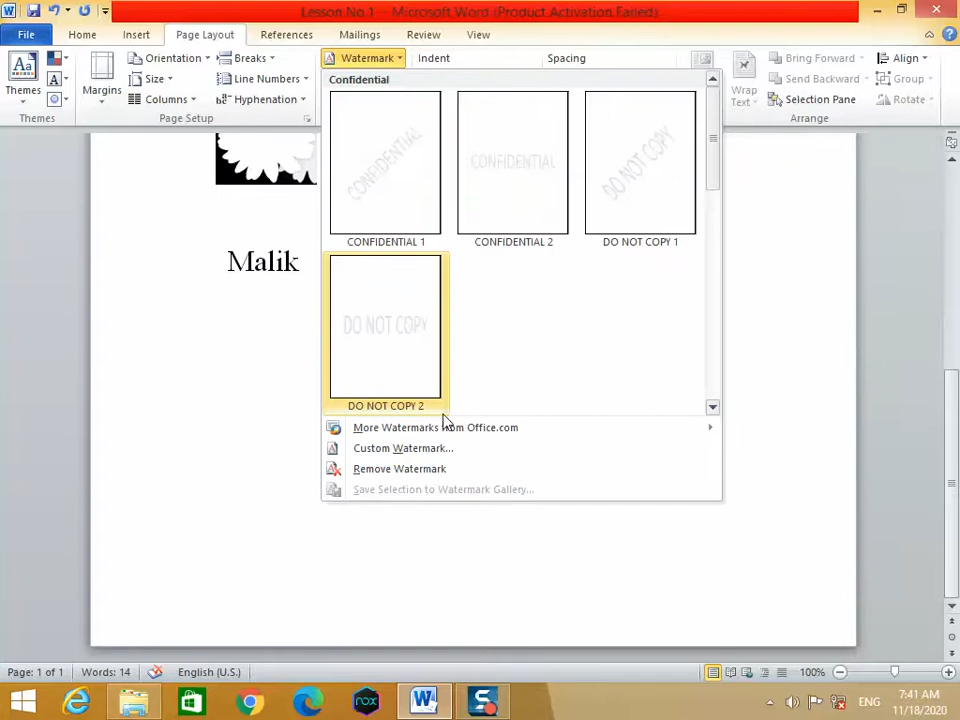 Lesson No 1 -- Microsoft Word (Product Activation Failed)
File Home Insert Page Layout References Mailings Review View
Themes
Themes
Margins
Orientation
Size
Columns
Breaks
Line Numbers
Hyphenation
Page Setup
Watermark
Indent
Spacing
Wrap
Text
Bring Forward
Send Backward
Selection Pane
Align
Group
Rotate
Arrange
Confidential
CONFIDENTIAL
CONFIDENTIAL
DO NOT COPY
CONFIDENTIAL 1
CONFIDENTIAL 2
DO NOT COPY 1
Malik
DO NOT COPY
DO NOT COPY 2
More Watermarks from Office.com
Custom Watermark...
Remove Watermark
Save Selection to Watermark Gallery...
Page: 1 of 1
Words: 14
English (U.S.)
100%
nox
ENG
7:41 AM
11/18/2020